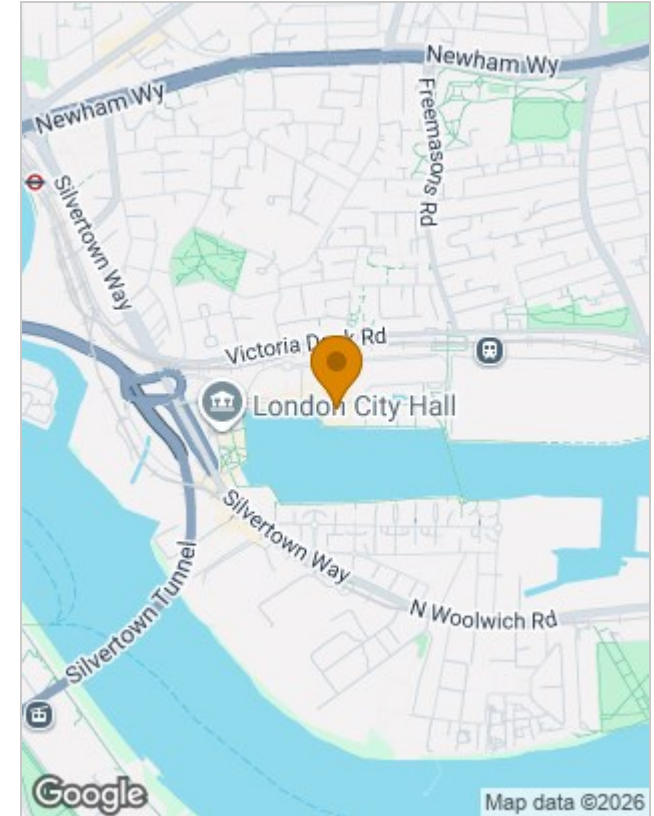 Newham Wy
Newham Wy
Freemasons Rd
Silvertown Way
Victoria Dock Rd
London City Hall
Silvertown Way
Silvertown Tunnel
N Woolwich Rd
Google
Map data ©2026